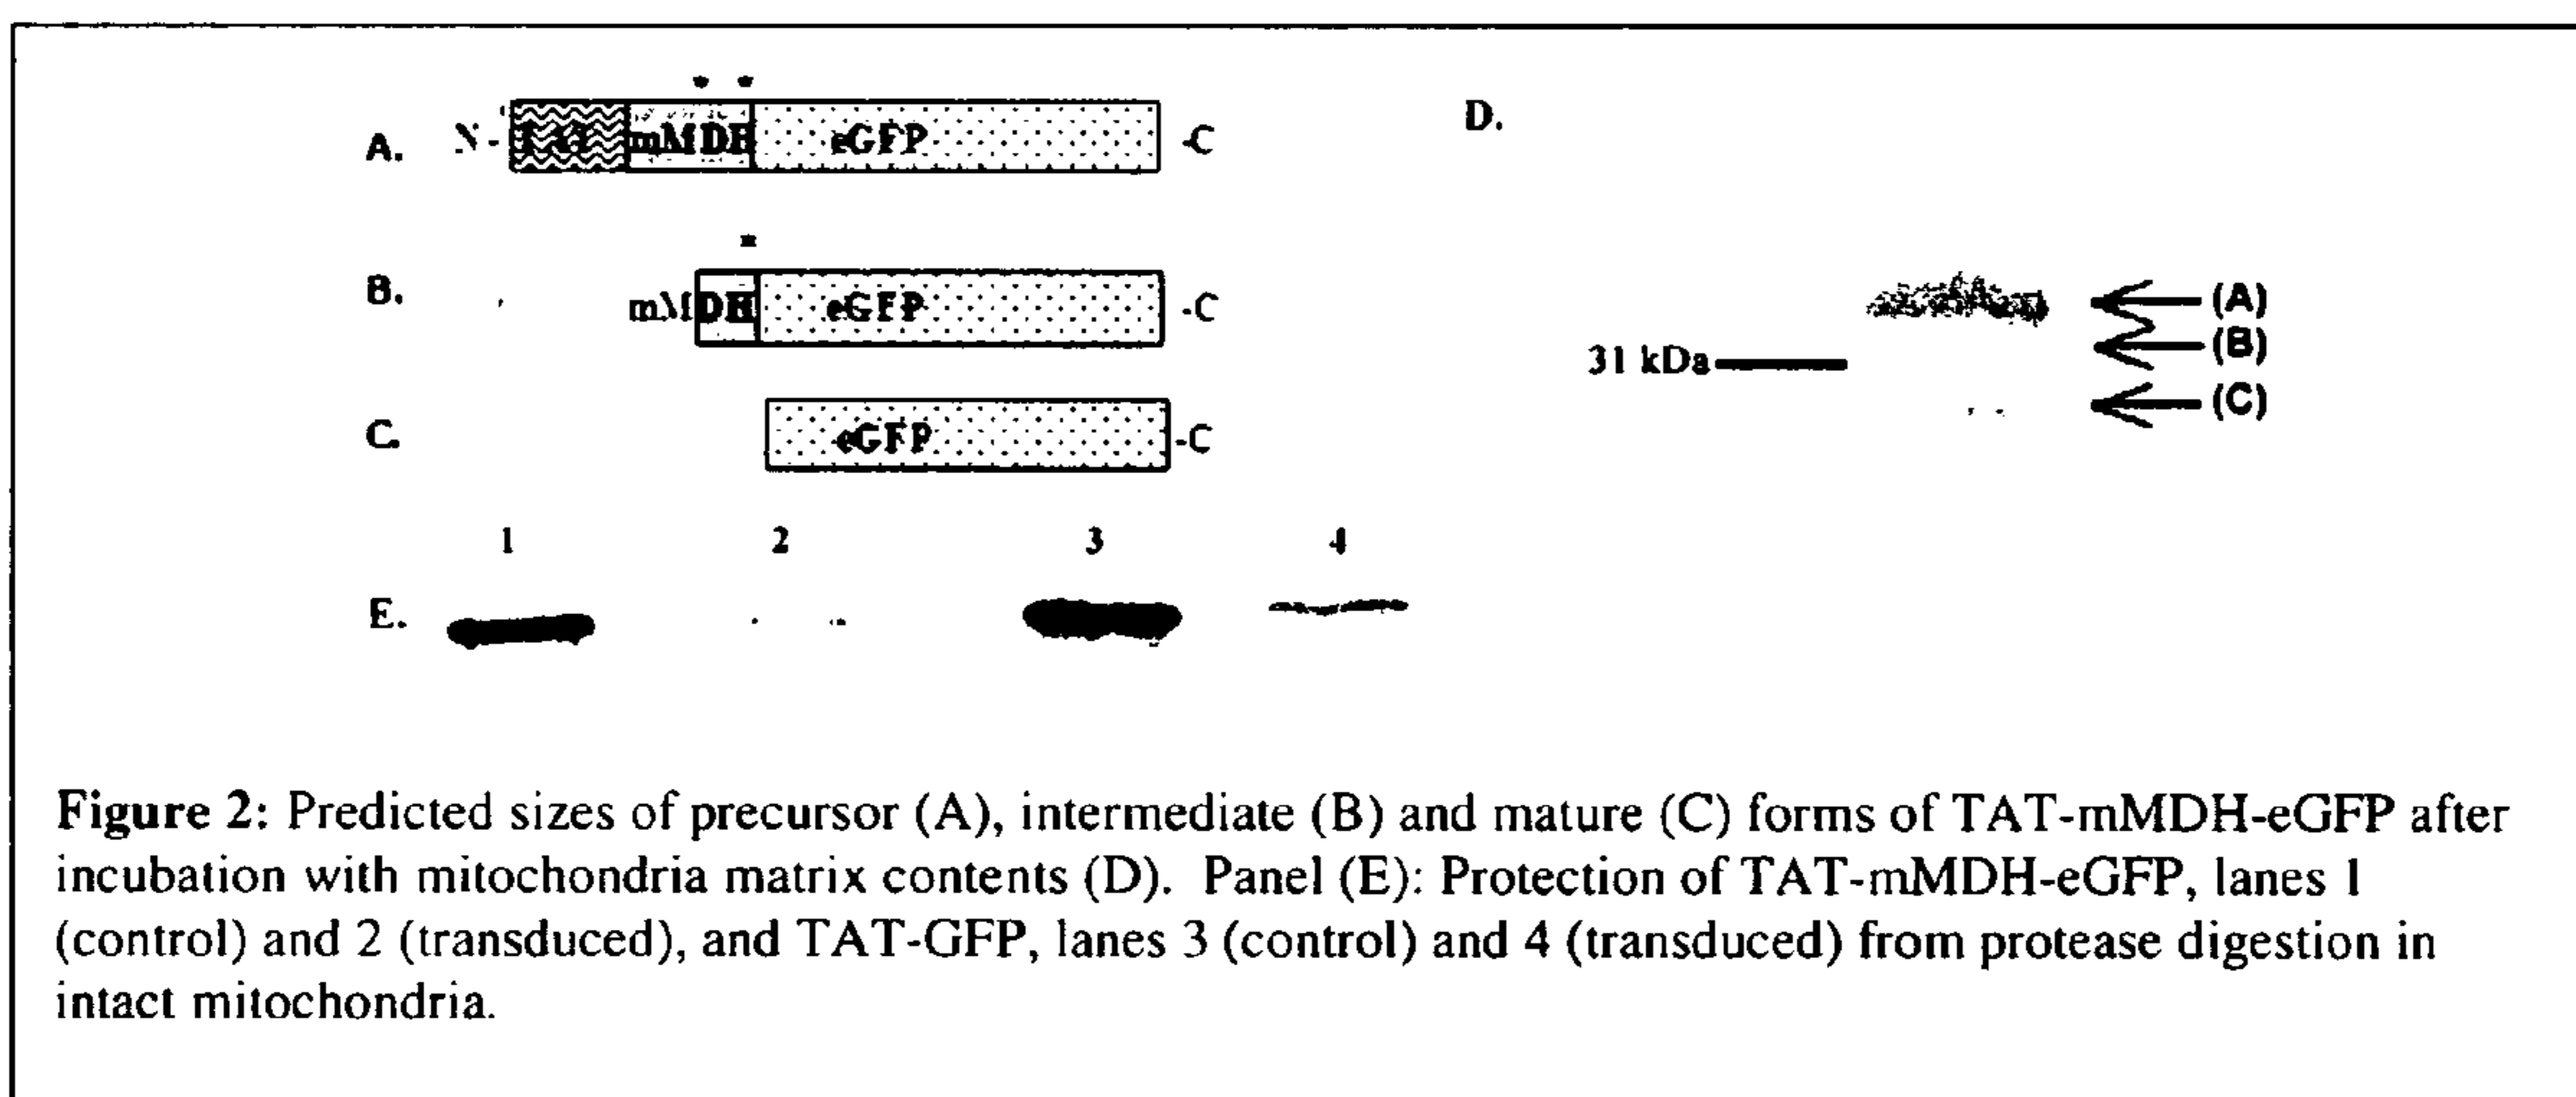 A. N- mMDH eGFP -C
D.
B. mMDH eGFP -C
31 kDa
(A)
(B)
(C)
C. eGFP -C
1 2 3 4
E.
Figure 2: Predicted sizes of precursor (A), intermediate (B) and mature (C) forms of TAT-mMDH-eGFP after
incubation with mitochondria matrix contents (D). Panel (E): Protection of TAT-mMDH-eGFP, lanes 1
(control) and 2 (transduced), and TAT-GFP, lanes 3 (control) and 4 (transduced) from protease digestion in
intact mitochondria.